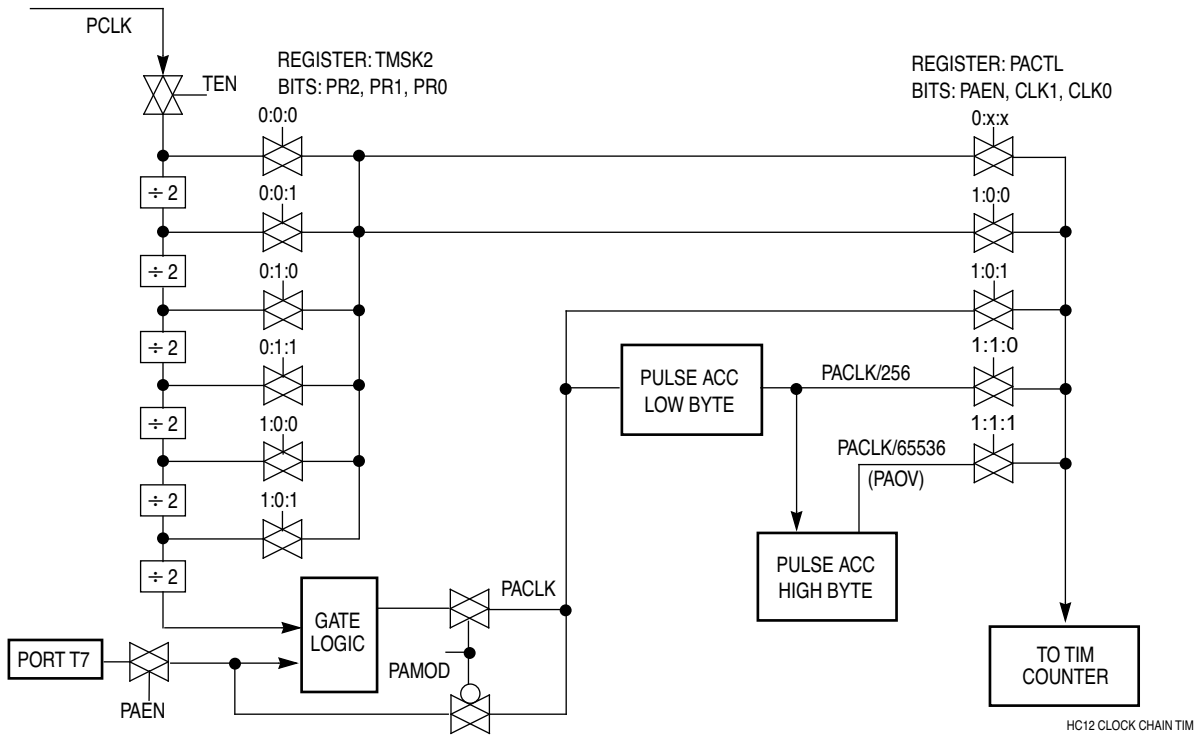 PCLK
TEN
REGISTER: TMSK2
BITS: PR2, PR1, PR0
REGISTER: PACTL
BITS: PAEN, CLK1, CLK0
0:0:0
0:x:x
÷ 2
0:0:1
1:0:0
÷ 2
0:1:0
1:0:1
÷ 2
0:1:1
1:1:0
PULSE ACC
LOW BYTE
PACLK/256
÷ 2
1:0:0
1:1:1
PACLK/65536
(PAOV)
÷ 2
1:0:1
÷ 2
PULSE ACC
HIGH BYTE
GATE
LOGIC
PACLK
PORT T7
PAEN
PAMOD
TO TIM
COUNTER
HC12 CLOCK CHAIN TIM